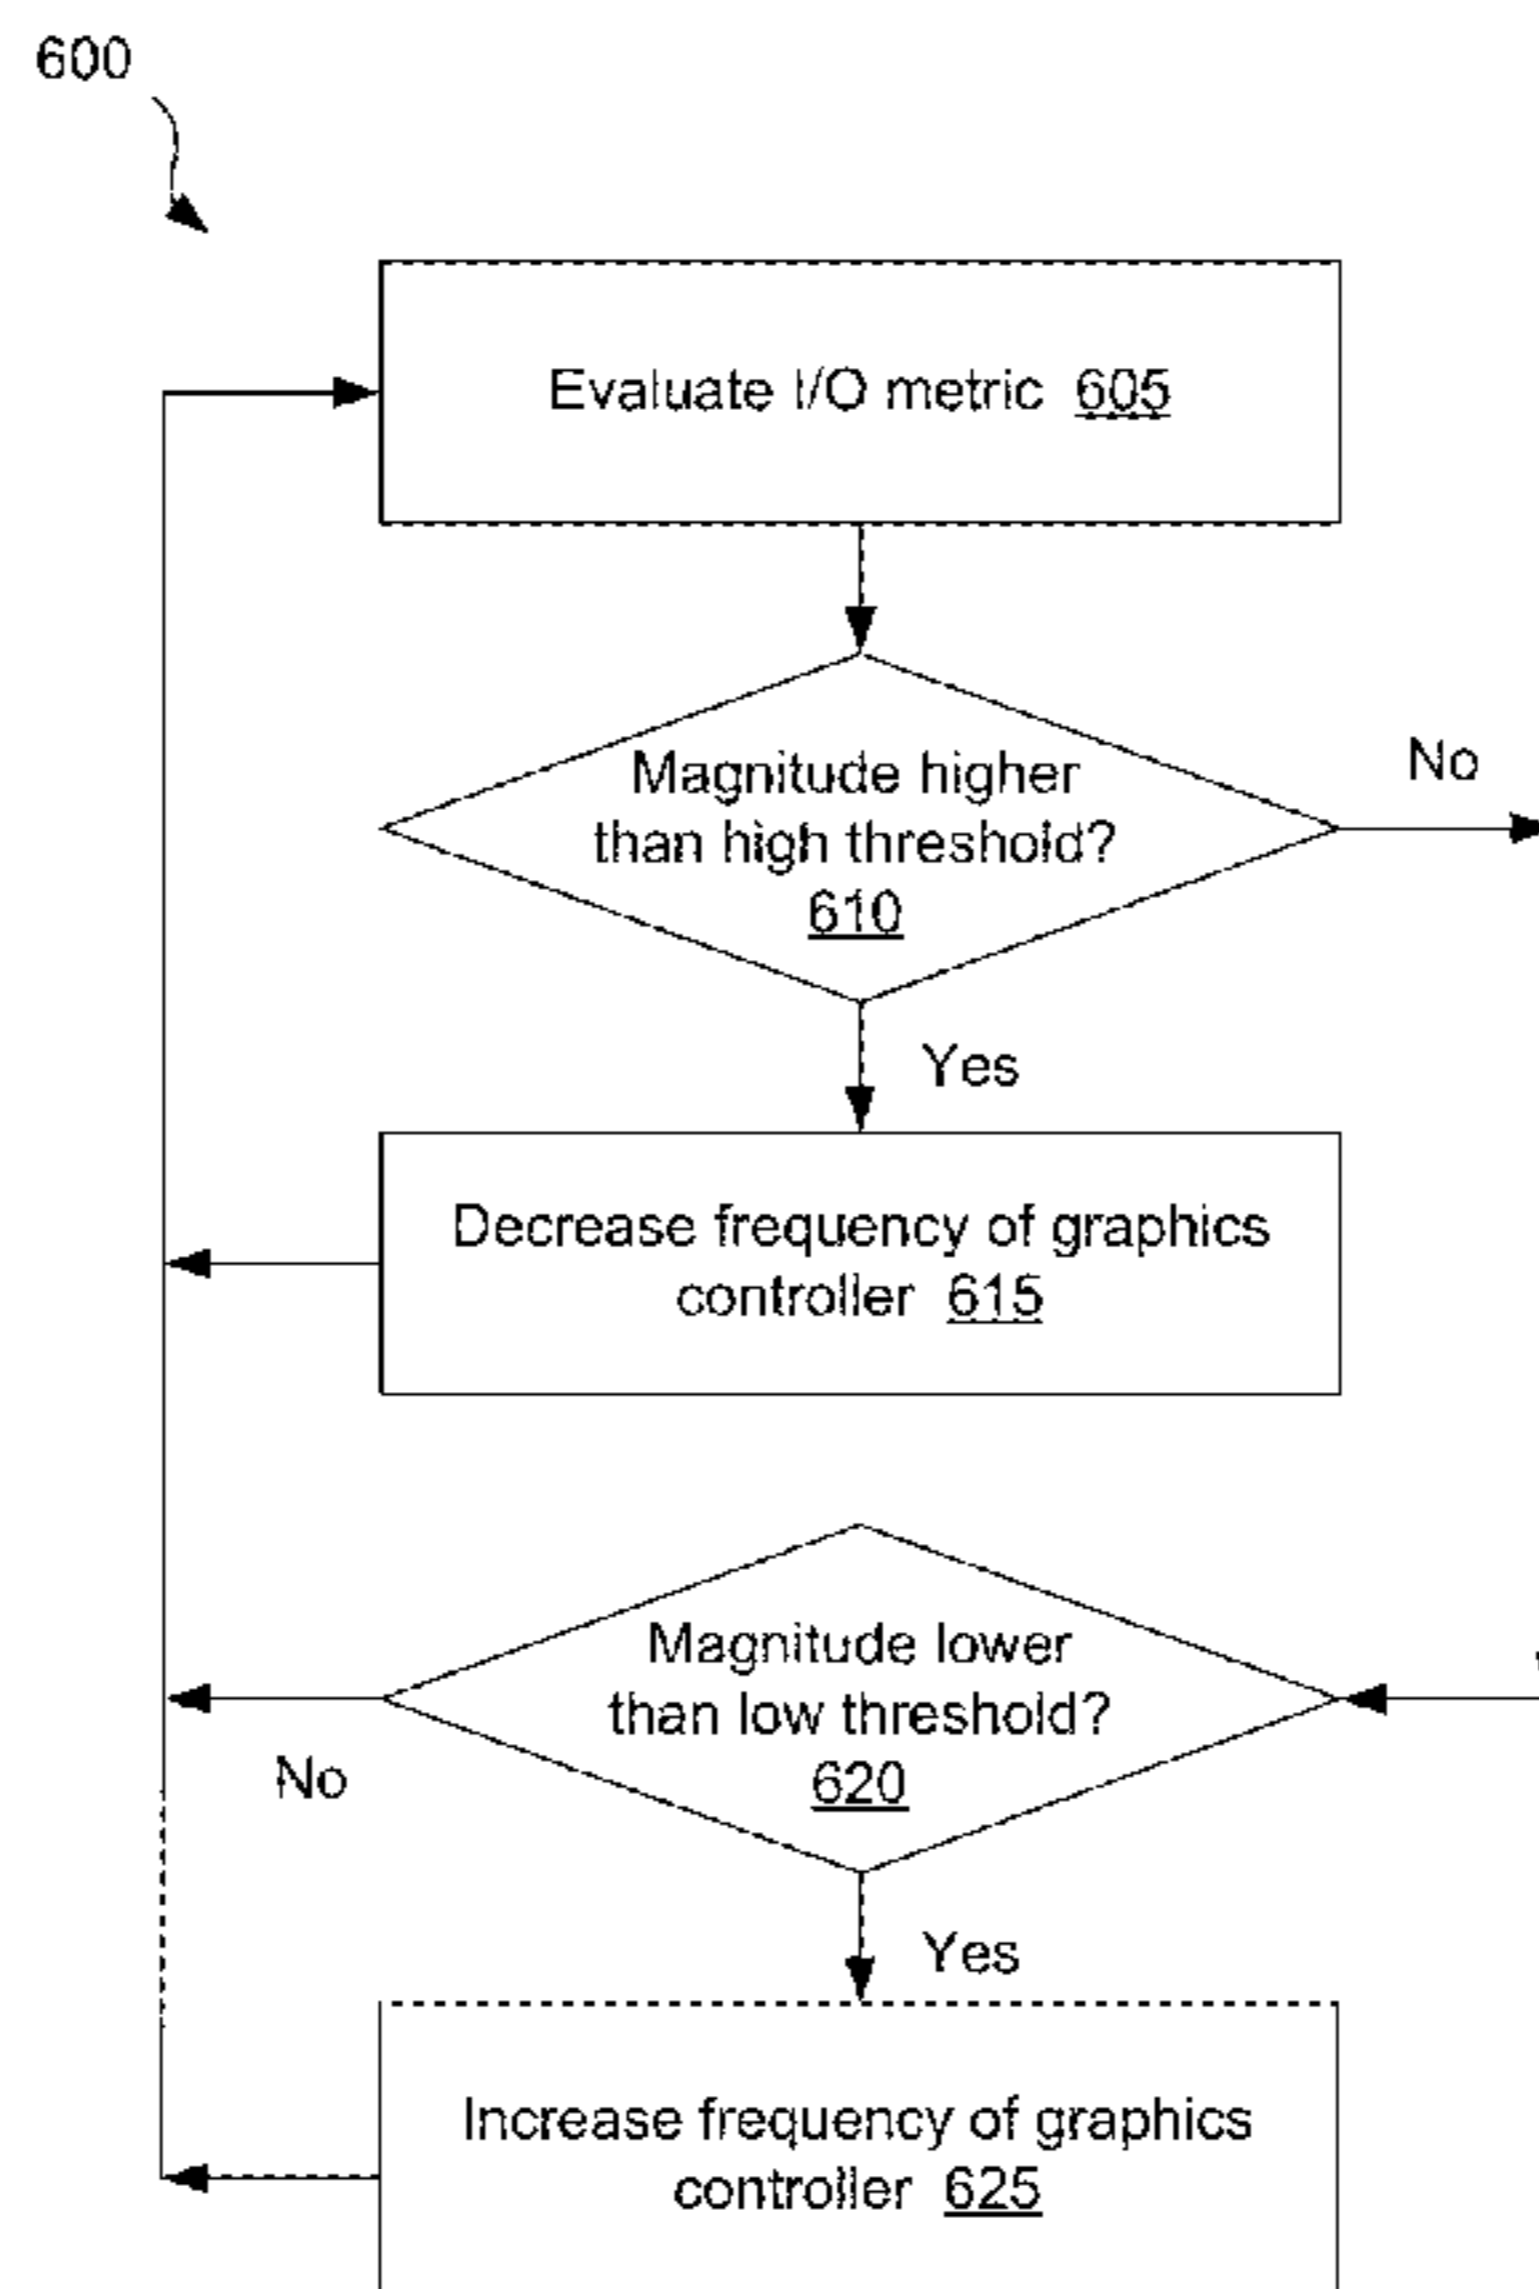 600
Evaluate I/O metric 605
Magnitude higher
than high threshold?
610
No
Yes
Decrease frequency of graphics
controller 615
Magnitude lower
than low threshold?
620
No
Yes
Increase frequency of graphics
controller 625